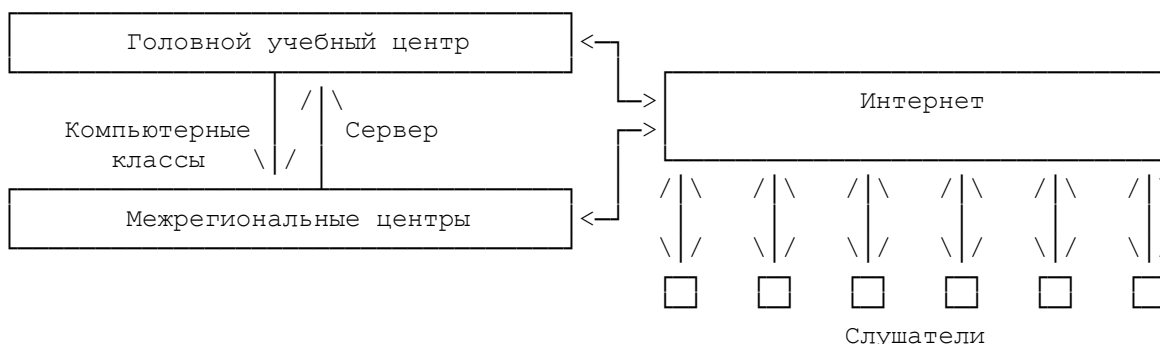 Головной учебный центр
Интернет
Компьютерные классы
Сервер
Межрегиональные центры
Слушатели